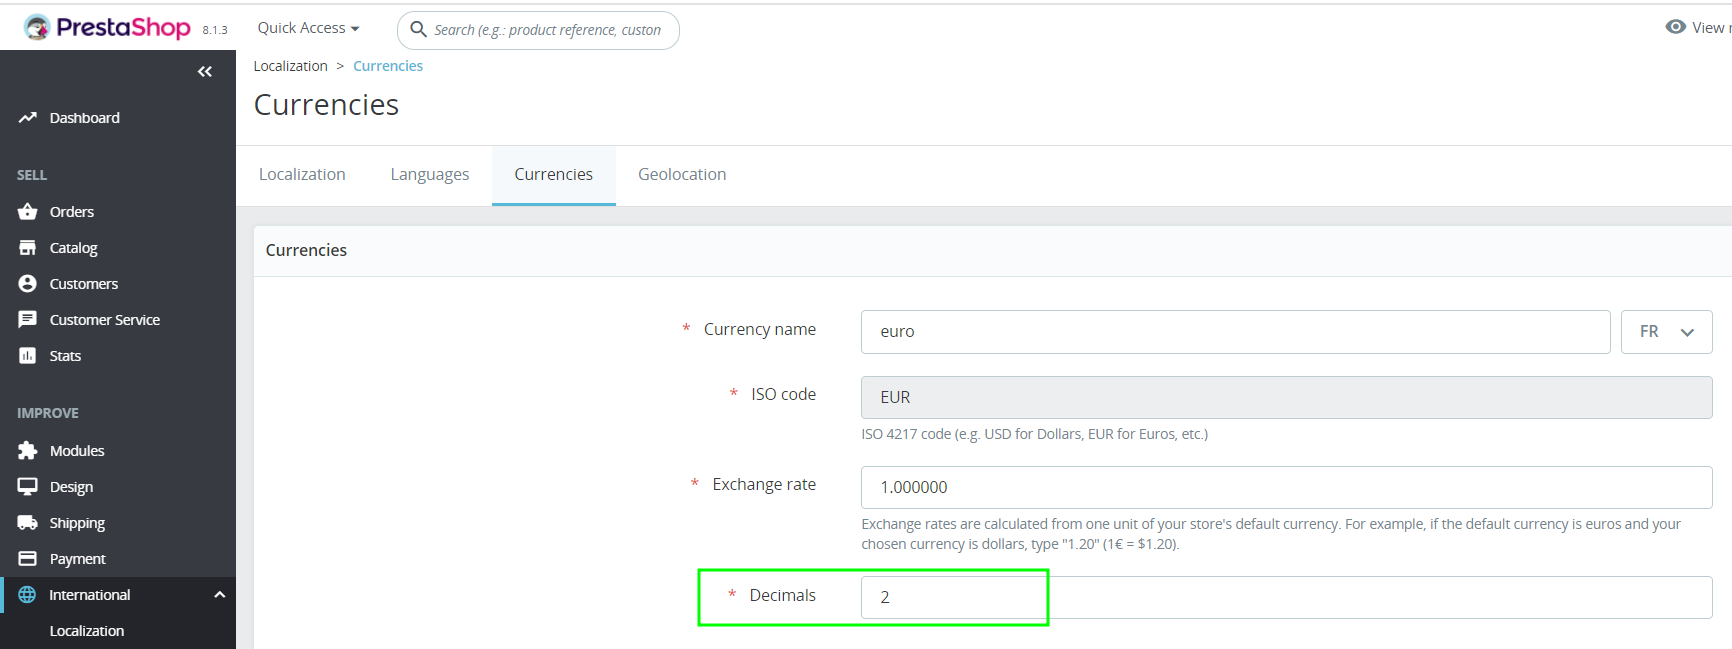 PrestaShop 8.1.3 Quick Access Search (e.g.: product reference, custon View
Localization > Currencies
Currencies
Dashboard
Localization Languages Currencies Geolocation
SELL
Orders
Catalog
Customers
Customer Service
Stats
IMPROVE
Modules
Design
Shipping
Payment
International
Localization
Currencies
* Currency name euro FR
* ISO code EUR
ISO 4217 code (e.g. USD for Dollars, EUR for Euros, etc.)
* Exchange rate 1.000000
Exchange rates are calculated from one unit of your store's default currency. For example, if the default currency is euros and your
chosen currency is dollars, type "1.20" (1€ = $1.20).
* Decimals 2